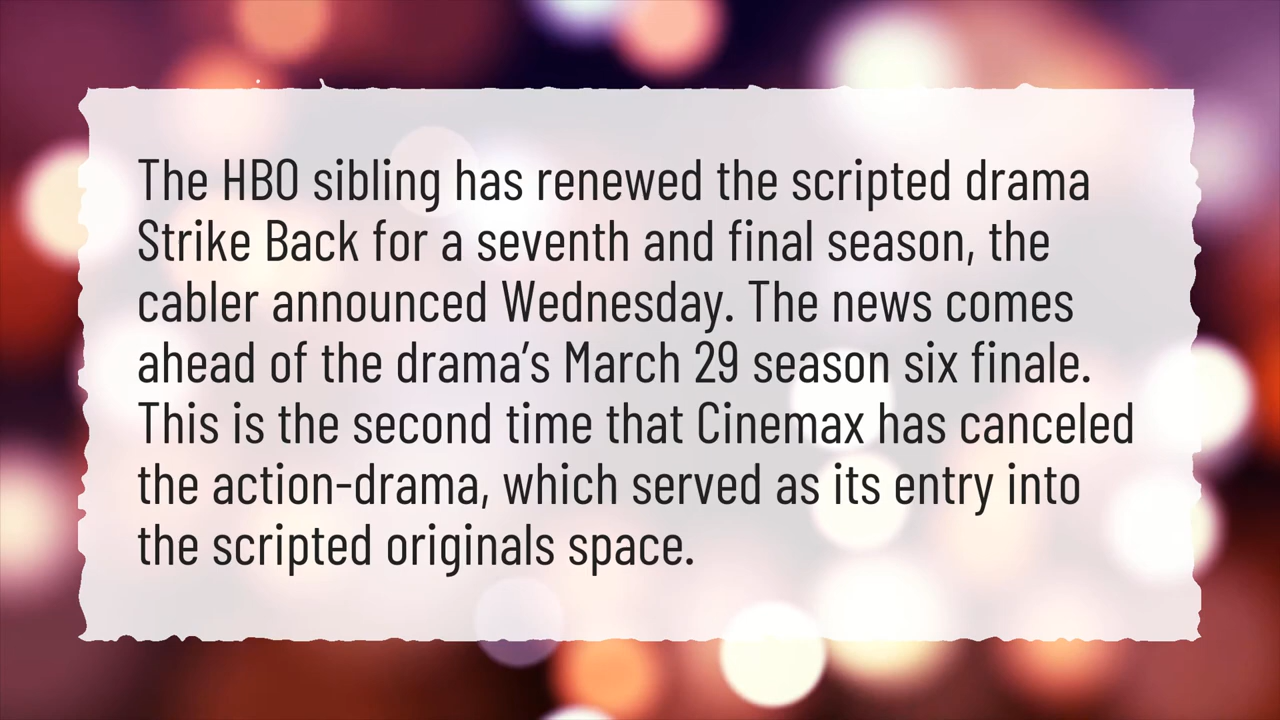 The HBO sibling has renewed the scripted drama
Strike Back for a seventh and final season, the
cabler announced Wednesday. The news comes
ahead of the drama’s March 29 season six finale.
This is the second time that Cinemax has canceled
the action-drama, which served as its entry into
the scripted originals space.